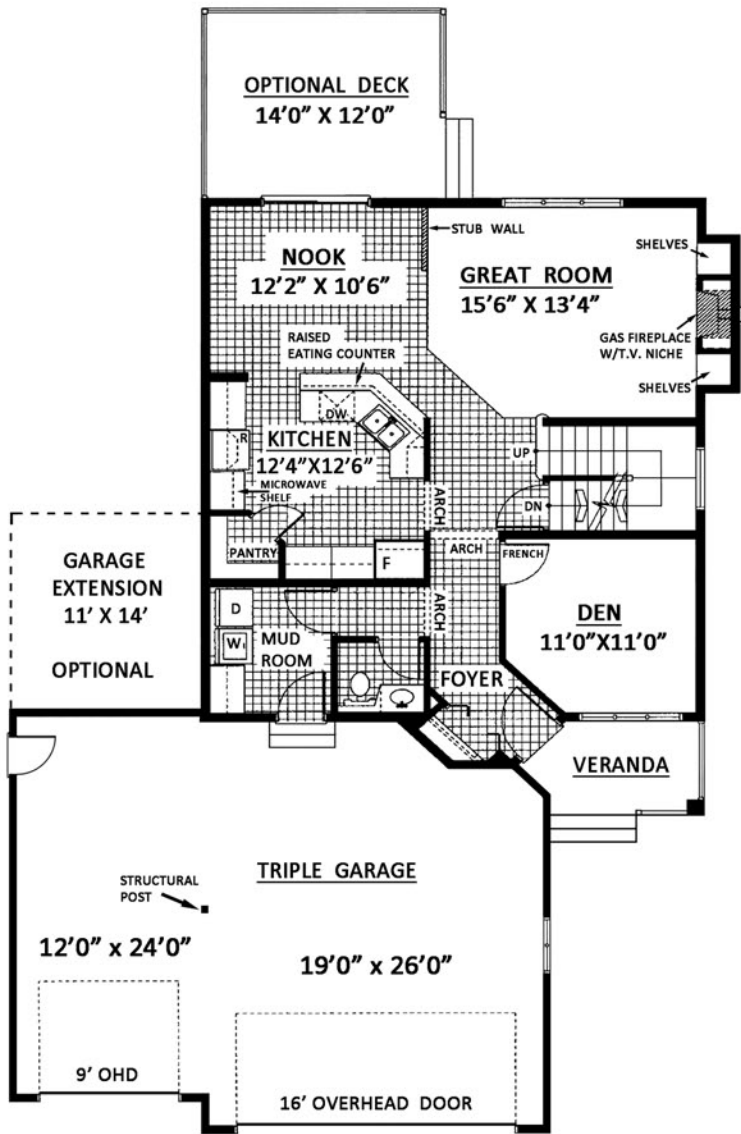 OPTIONAL DECK
14'0" X 12'0"
STUB WALL
NOOK
12'2" X 10'6"
SHELVES
GREAT ROOM
15'6" X 13'4"
RAISED
EATING COUNTER
GAS FIREPLACE
W/T.V. NICHE
SHELVES
DW
R
KITCHEN
12'4"X12'6"
UP
MICROWAVE
SHELF
ARCH
DN
PANTRY
F
ARCH
FRENCH
GARAGE
EXTENSION
11' X 14'
OPTIONAL
D
W
MUD
ROOM
ARCH
DEN
11'0"X11'0"
FOYER
VERANDA
TRIPLE GARAGE
STRUCTURAL
POST
12'0" x 24'0"
19'0" x 26'0"
9' OHD
16' OVERHEAD DOOR